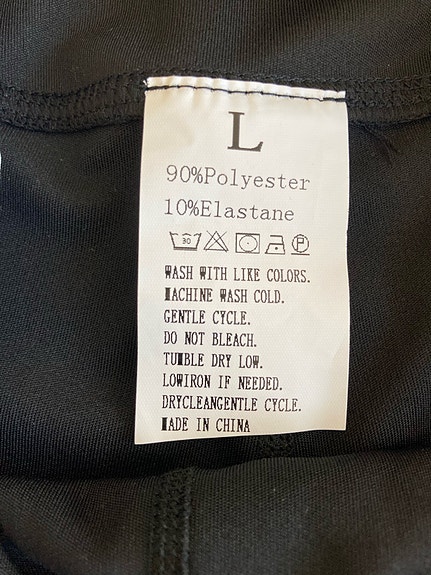 L
90%Polyester
10%Elastane
30 P
WASH WITH LIKE COLORS.
MACHINE WASH COLD.
GENTLE CYCLE.
DO NOT BLEACH.
TUMBLE DRY LOW.
LOWIRON IF NEEDED.
DRYCLEANGENTLE CYCLE.
MADE IN CHINA